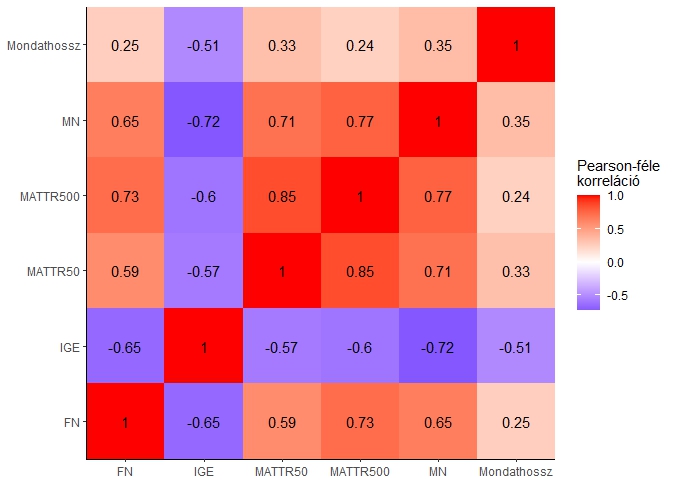 Mondathossz 0.25 -0.51 0.33 0.24 0.35 1
MN 0.65 -0.72 0.71 0.77 1 0.35
MATTR500 0.73 -0.6 0.85 1 0.77 0.24
MATTR50 0.59 -0.57 1 0.85 0.71 0.33
IGE -0.65 1 -0.57 -0.6 -0.72 -0.51
FN 1 -0.65 0.59 0.73 0.65 0.25
FN IGE MATTR50 MATTR500 MN Mondathossz
Pearson-féle
korreláció
1.0
0.5
0.0
-0.5